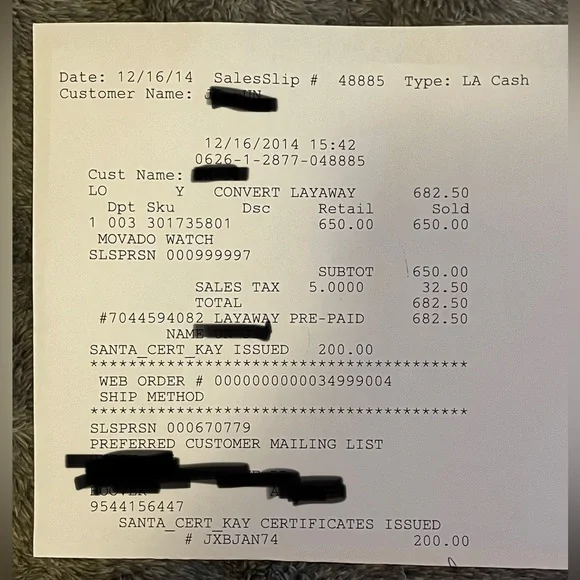 Date: 12/16/14 SalesSlip # 48885 Type: LA Cash
Customer Name:
12/16/2014 15:42
0626-1-2877-048885
Cust Name:
LO Y CONVERT LAYAWAY 682.50
Dpt Sku Dsc Retail Sold
1 003 301735801 650.00 650.00
MOVADO WATCH
SLSPRSN 000999997
SUBTOT 650.00
SALES TAX 5.0000 32.50
TOTAL 682.50
#7044594082 LAYAWAY PRE-PAID 682.50
NAME
SANTA_CERT_KAY ISSUED 200.00
****************************************
WEB ORDER # 0000000000034999004
SHIP METHOD
****************************************
SLSPRSN 000670779
PREFERRED CUSTOMER MAILING LIST
9544156447
SANTA_CERT_KAY CERTIFICATES ISSUED
# JXBJAN74 200.00